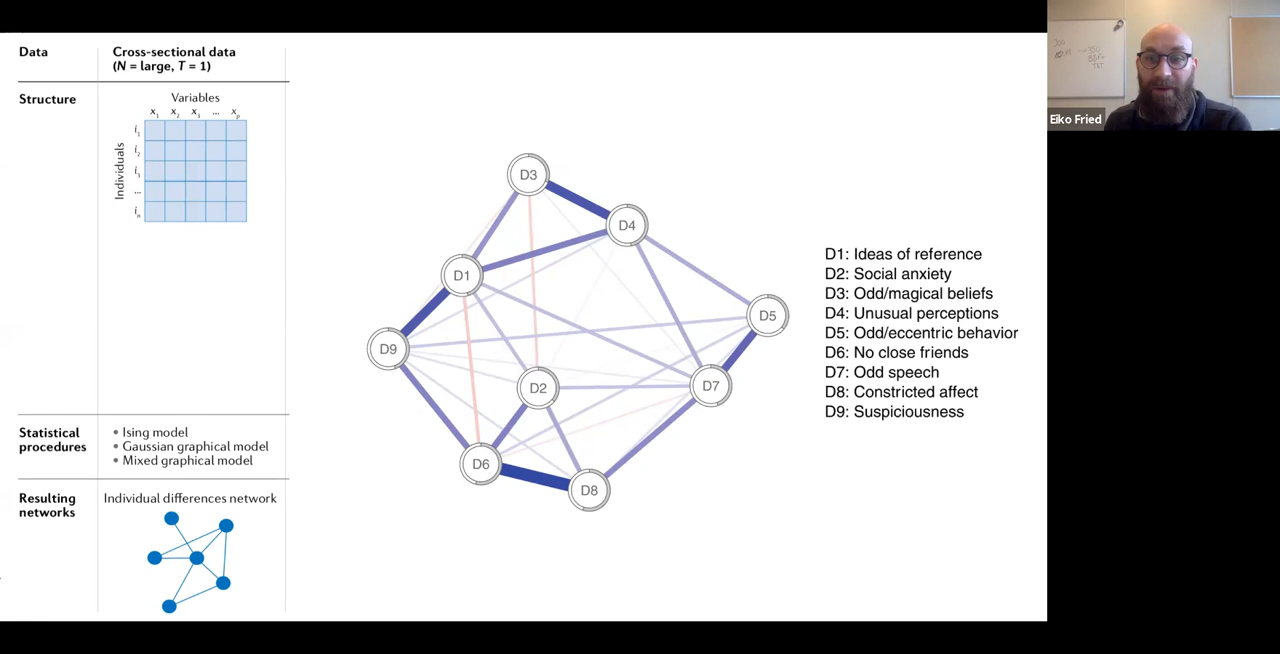 Data
Cross-sectional data
(N = large, T = 1)
Structure
Variables
x1 x2 x3 ... xp
Individuals
i1
i2
i3
...
in
Statistical
procedures
• Ising model
• Gaussian graphical model
• Mixed graphical model
Resulting
networks
Individual differences network
D3
D4
D1
D5
D9
D2
D7
D6
D8
D1: Ideas of reference
D2: Social anxiety
D3: Odd/magical beliefs
D4: Unusual perceptions
D5: Odd/eccentric behavior
D6: No close friends
D7: Odd speech
D8: Constricted affect
D9: Suspiciousness
Eiko Fried